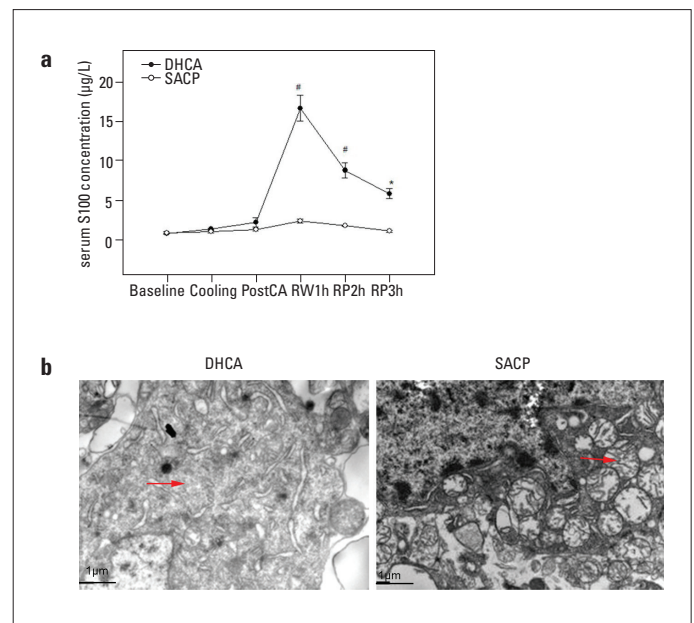 a
DHCA
SACP
serum S100 concentration (µg/L)
20
15
10
5
0
#
#
*
Baseline Cooling PostCA RW1h RP2h RP3h
b
DHCA SACP
1µm 1µm